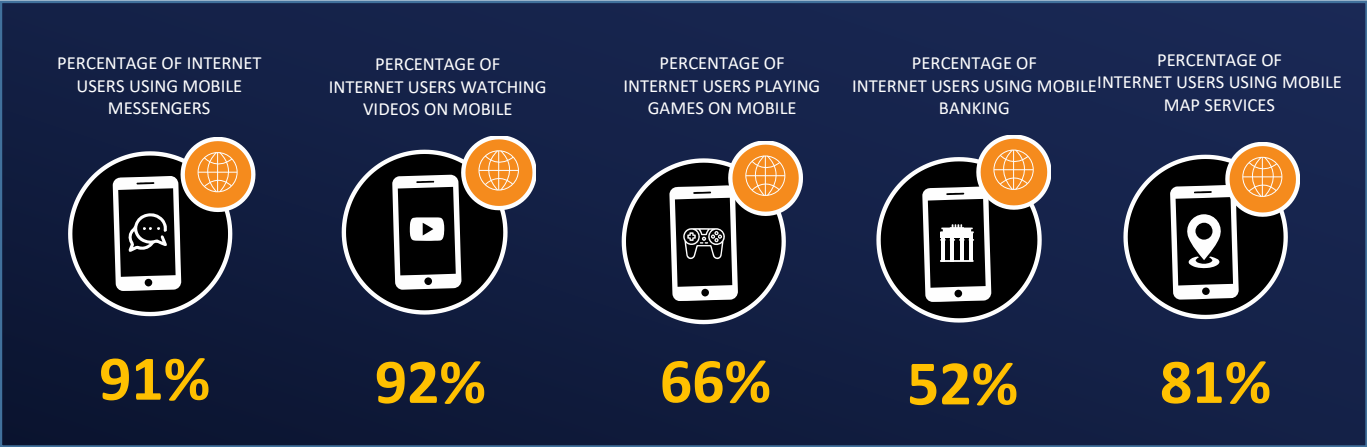 PERCENTAGE OF INTERNET
USERS USING MOBILE
MESSENGERS
91%
PERCENTAGE OF
INTERNET USERS WATCHING
VIDEOS ON MOBILE
92%
PERCENTAGE OF
INTERNET USERS PLAYING
GAMES ON MOBILE
66%
PERCENTAGE OF
INTERNET USERS USING MOBILE
BANKING
52%
PERCENTAGE OF
INTERNET USERS USING MOBILE
MAP SERVICES
81%